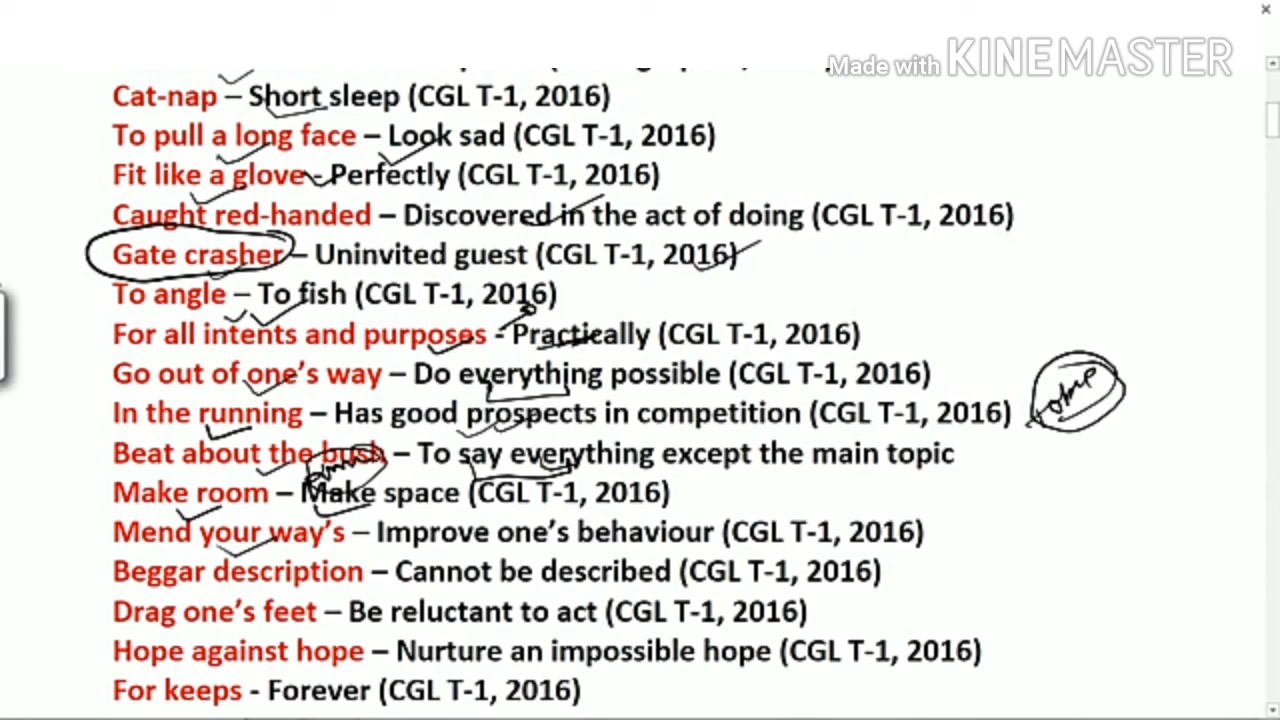 Made with KINEMASTER
Cat-nap – Short sleep (CGL T-1, 2016)
To pull a long face – Look sad (CGL T-1, 2016)
Fit like a glove - Perfectly (CGL T-1, 2016)
Caught red-handed – Discovered in the act of doing (CGL T-1, 2016)
Gate crasher – Uninvited guest (CGL T-1, 2016)
To angle – To fish (CGL T-1, 2016)
For all intents and purposes - Practically (CGL T-1, 2016)
Go out of one's way – Do everything possible (CGL T-1, 2016)
In the running – Has good prospects in competition (CGL T-1, 2016)
Beat about the bush – To say everything except the main topic
Make room – Make space (CGL T-1, 2016)
Mend your way's – Improve one's behaviour (CGL T-1, 2016)
Beggar description – Cannot be described (CGL T-1, 2016)
Drag one's feet – Be reluctant to act (CGL T-1, 2016)
Hope against hope – Nurture an impossible hope (CGL T-1, 2016)
For keeps - Forever (CGL T-1, 2016)